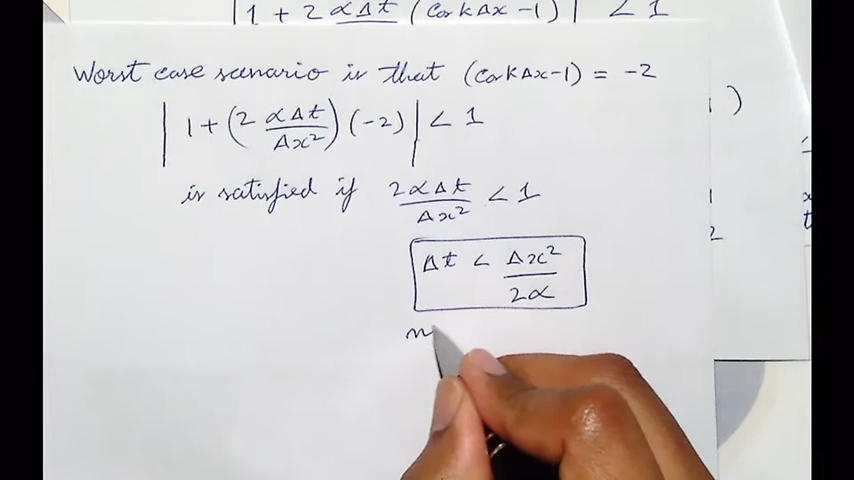 |1 + 2 αΔt (Cos kΔx -1)| < 1
Worst case scenario is that (Cos kΔx-1) = -2
|1+ (2 αΔt/Δx²) (-2)| < 1
is satisfied if 2αΔt/Δx² < 1
Δt < Δx²/2α